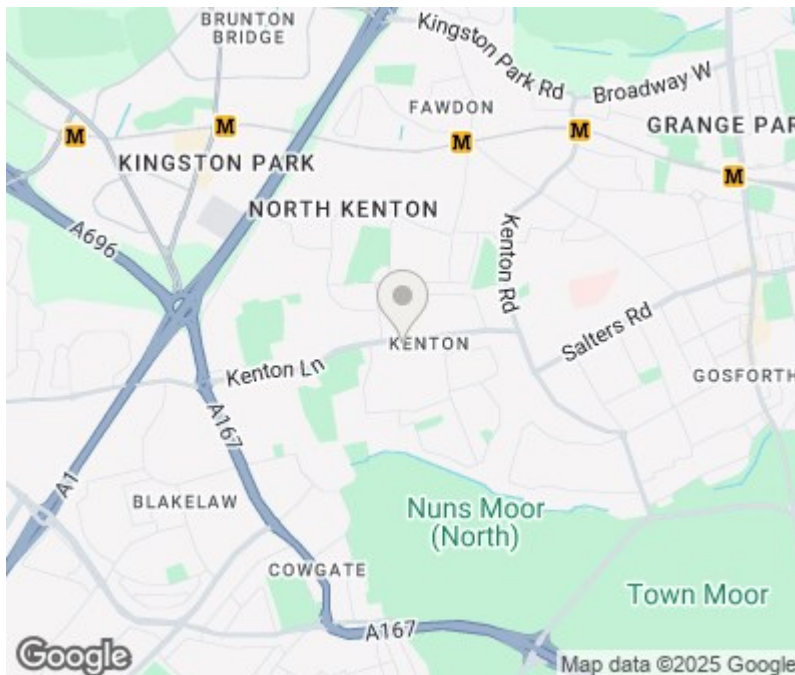 BRUNTON
BRIDGE
Kingston Park Rd
Broadway W
FAWDON
M
M
M
M
M
GRANGE PAR
KINGSTON PARK
NORTH KENTON
A696
Kenton Rd
Salters Rd
KENTON
Kenton Ln
GOSFORTH
A167
A1
BLAKELAW
Nuns Moor
(North)
COWGATE
Town Moor
A167
Google
Map data ©2025 Google